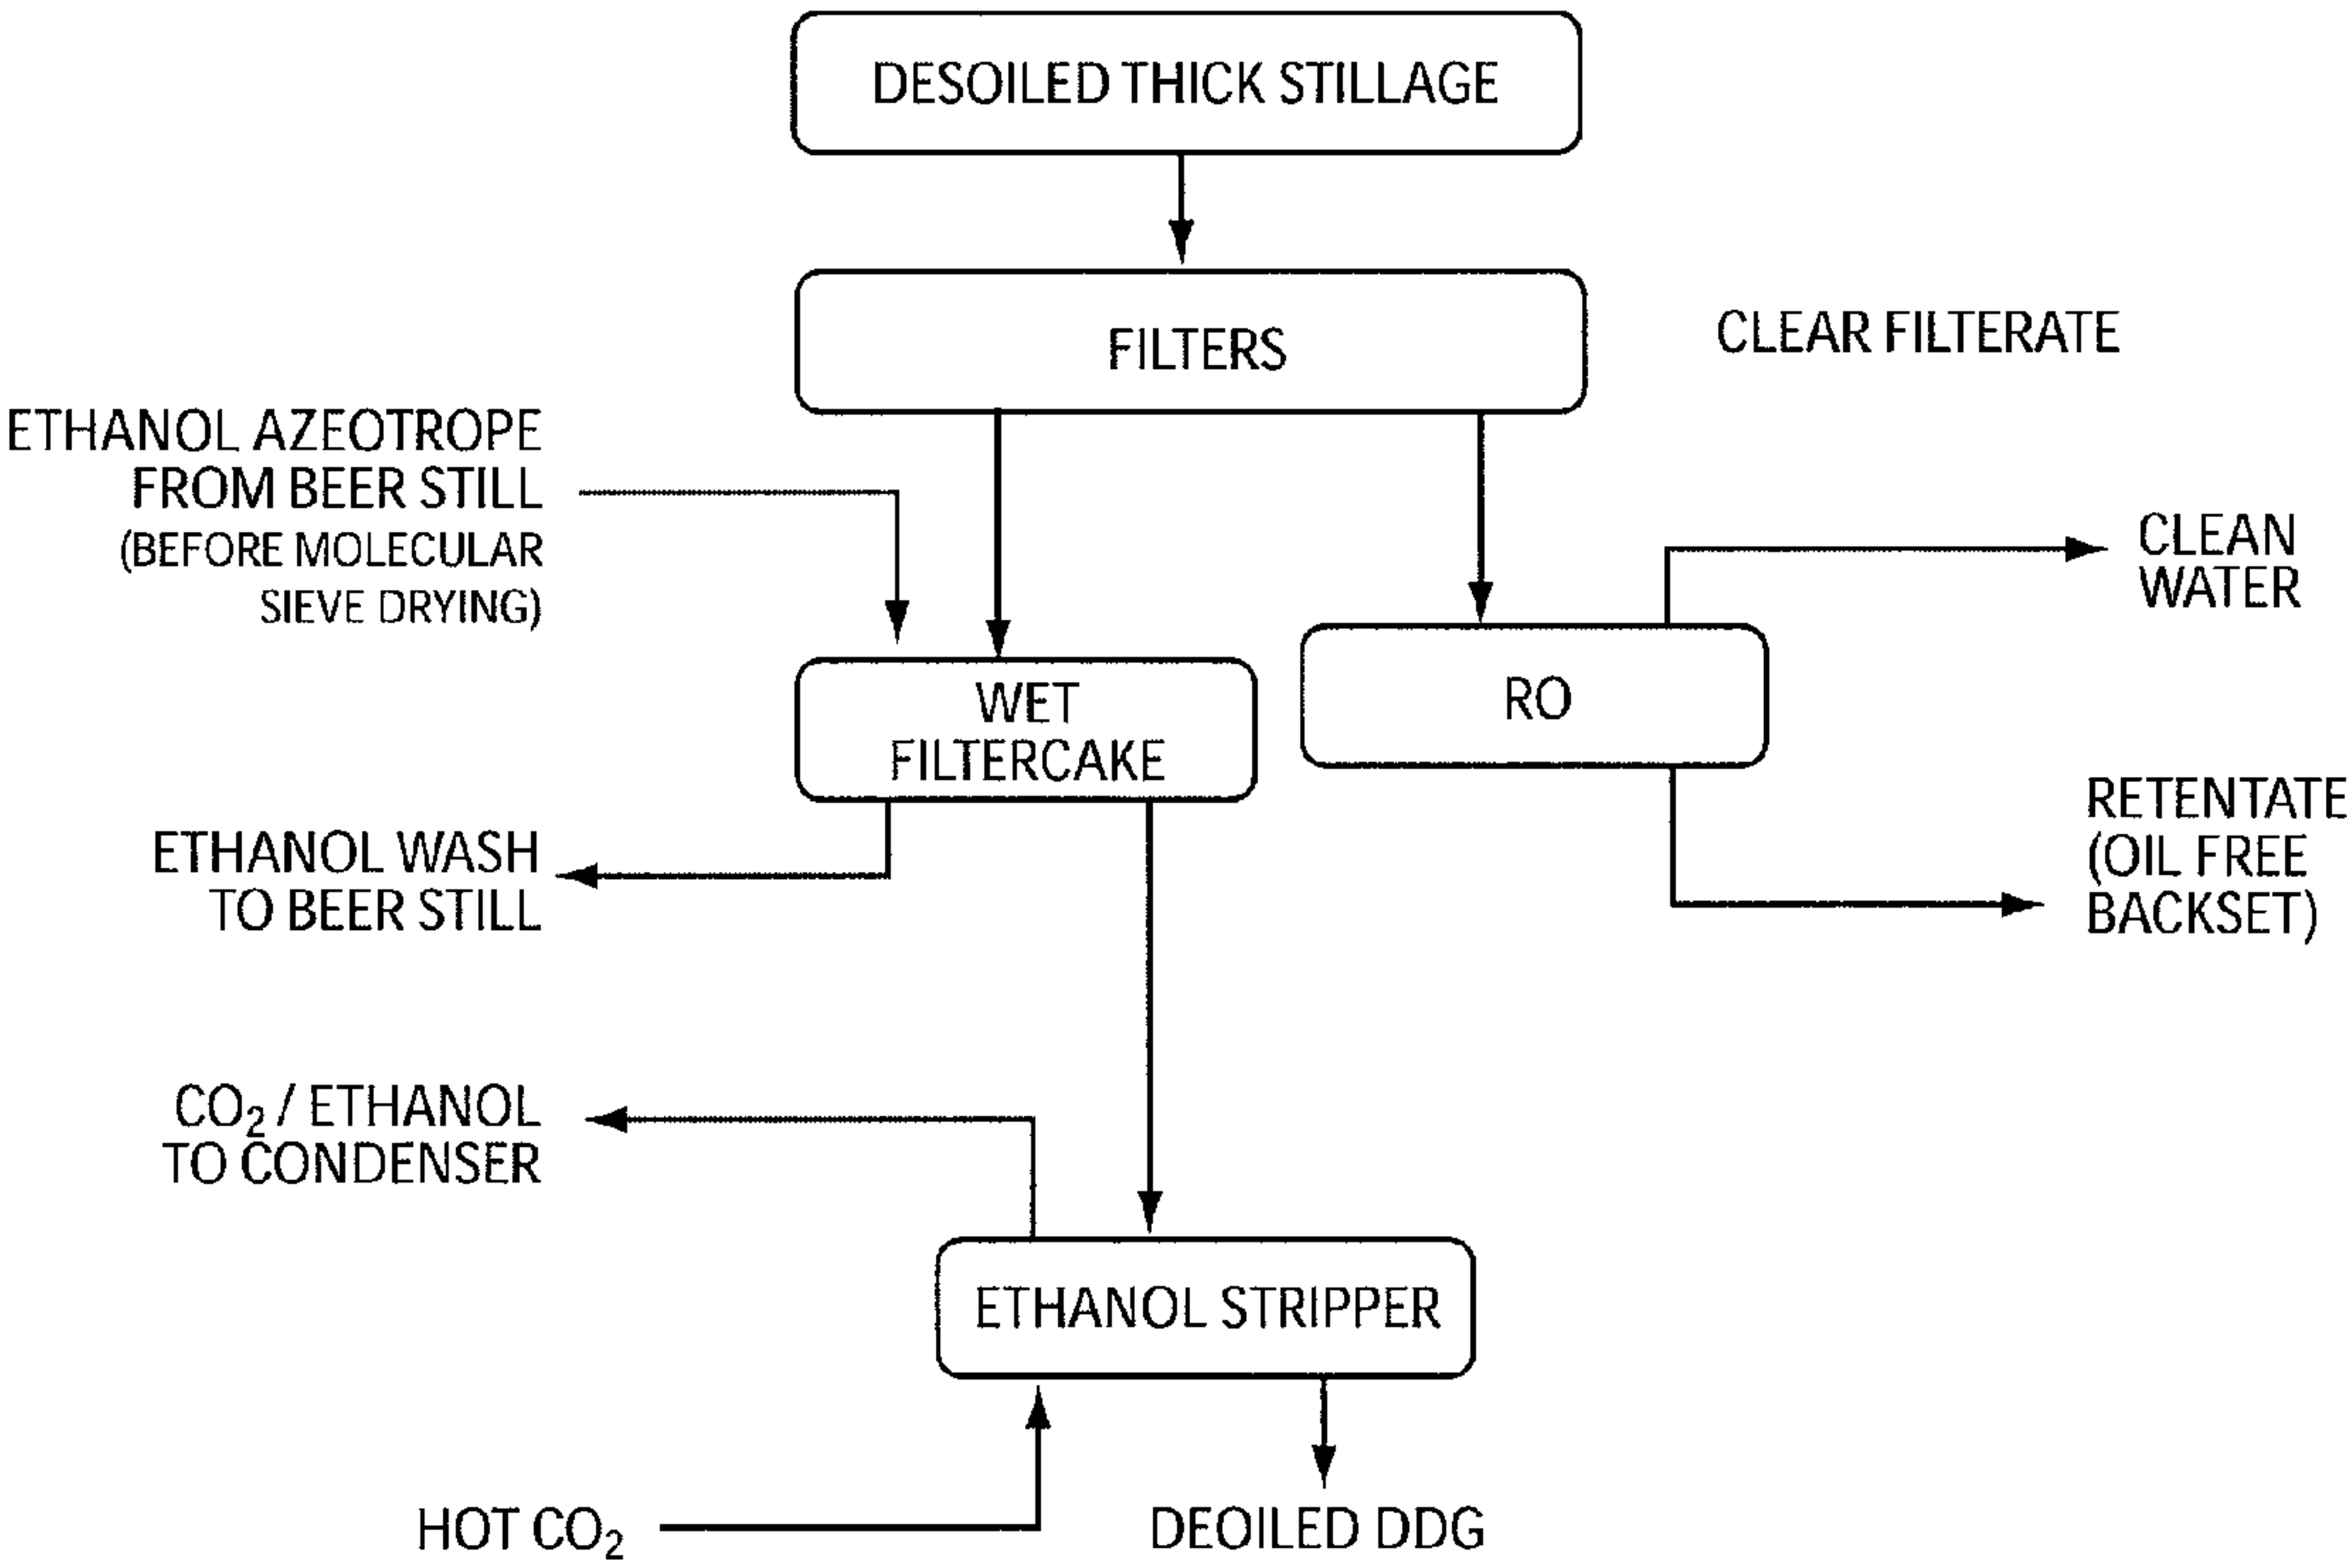 DESOILED THICK STILLAGE
FILTERS
CLEAR FILTERATE
ETHANOL AZEOTROPE
FROM BEER STILL
(BEFORE MOLECULAR
SIEVE DRYING)
CLEAN
WATER
WET
FILTERCAKE
RO
RETENTATE
(OIL FREE
BACKSET)
ETHANOL WASH
TO BEER STILL
CO₂ / ETHANOL
TO CONDENSER
ETHANOL STRIPPER
HOT CO₂
DEOILED DDG